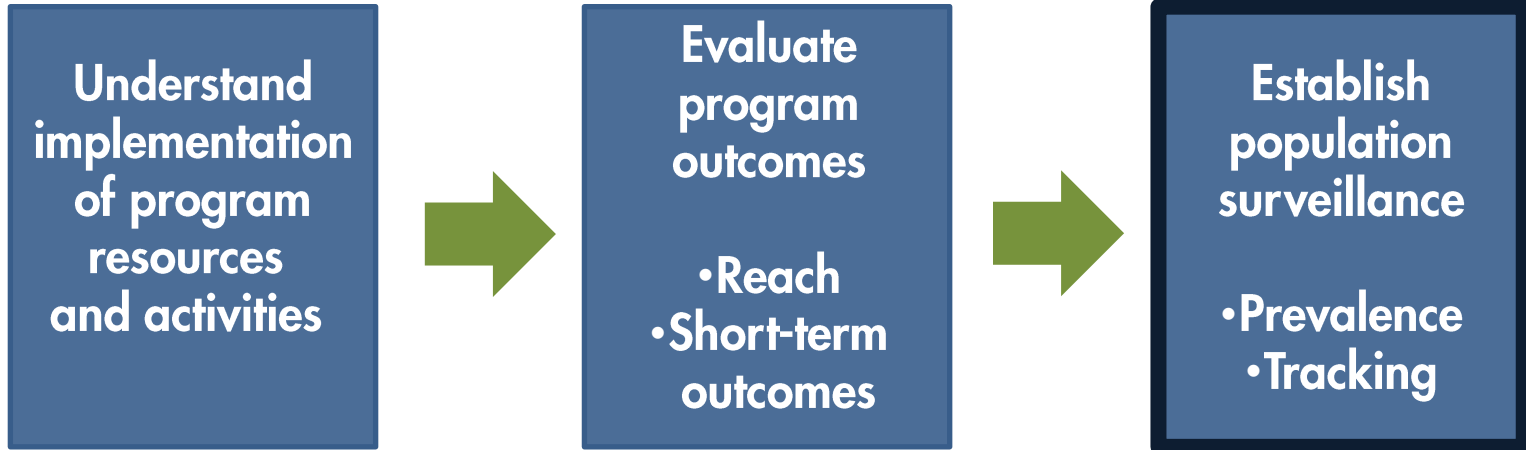 Understand
implementation
of program
resources
and activities
Evaluate
program
outcomes
•Reach
•Short-term
outcomes
Establish
population
surveillance
•Prevalence
•Tracking